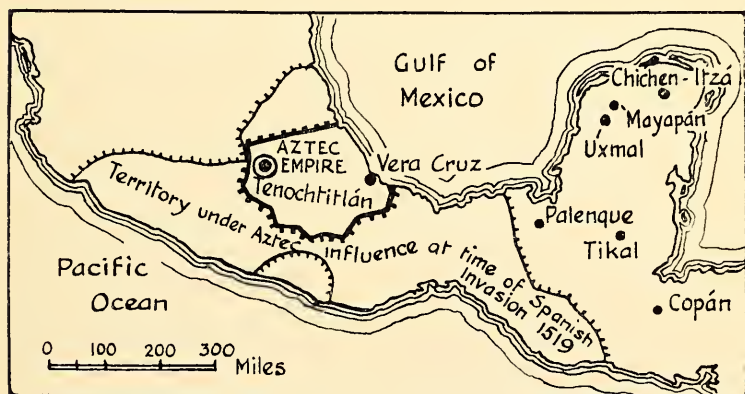 Gulf of
Mexico
Chichen-Itzá
Mayapán
Uxmal
AZTEC
EMPIRE
Tenochtitlán
Vera Cruz
Territory under Aztec influence at time of Spanish
invasion 1519
Palenque
Tikal
Copán
Pacific
Ocean
0 100 200 300
Miles